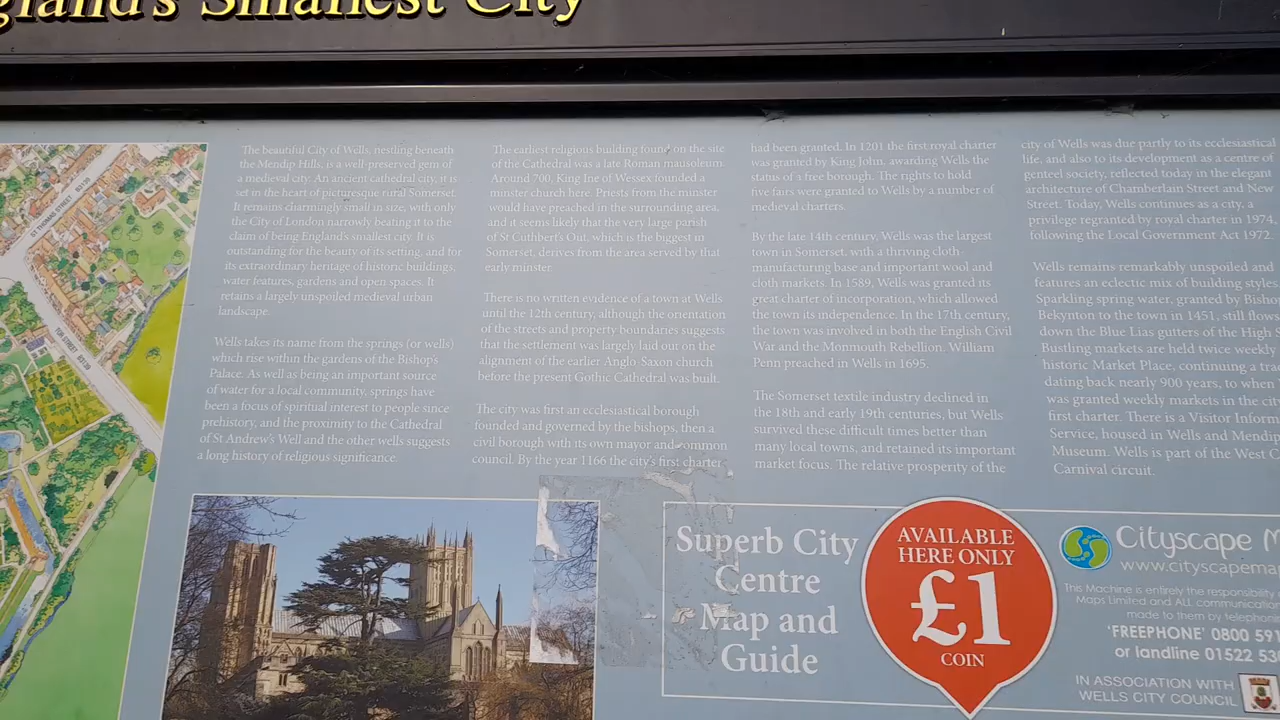 England's Smallest City
ST THOMAS STREET B3139
TOR STREET B3139
The beautiful City of Wells, nestling beneath
the Mendip Hills, is a well-preserved gem of
a medieval city. An ancient cathedral city, it is
set in the heart of picturesque rural Somerset.
It remains charmingly small in size, with only
the City of London narrowly bearing it to the
claim of being England's smallest city. It is
outstanding for the beauty of its setting, and for
its extraordinary heritage of historic buildings,
water features, gardens and open spaces. It
retains a largely unspoiled medieval urban
landscape.
Wells takes its name from the springs (or wells)
which rise within the gardens of the Bishop's
Palace. As well as being an important source
of water for a local community, springs have
been a focus of spiritual interest to people since
prehistory, and the proximity to the Cathedral
of St Andrew's Well and the other wells suggests
a long history of religious significance.
The earliest religious building found on the site
of the Cathedral was a late Roman mausoleum.
Around 700, King Ine of Wessex founded a
minster church here. Priests from the minster
would have preached in the surrounding area,
and it seems likely that the very large parish
of St Cuthbert's Out, which is the biggest in
Somerset, derives from the area served by that
early minster.
There is no written evidence of a town at Wells
until the 12th century, although the orientation
of the streets and property boundaries suggests
that the settlement was largely laid out on the
alignment of the earlier Anglo-Saxon church
before the present Gothic Cathedral was built.
The city was first an ecclesiastical borough
founded and governed by the bishops, then a
civil borough with its own mayor and common
council. By the year 1166 the city's first charter
had been granted. In 1201 the first royal charter
was granted by King John, awarding Wells the
status of a free borough. The rights to hold
five fairs were granted to Wells by a number of
medieval charters.
By the late 14th century, Wells was the largest
town in Somerset, with a thriving cloth-
manufacturing base and important wool and
cloth markets. In 1589, Wells was granted its
great charter of incorporation, which allowed
the town its independence. In the 17th century,
the town was involved in both the English Civil
War and the Monmouth Rebellion. William
Penn preached in Wells in 1695.
The Somerset textile industry declined in
the 18th and early 19th centuries, but Wells
survived these difficult times better than
many local towns, and retained its important
market focus. The relative prosperity of the
city of Wells was due partly to its ecclesiastical
life, and also to its development as a centre of
genteel society, reflected today in the elegant
architecture of Chamberlain Street and New
Street. Today, Wells continues as a city, a
privilege regranted by royal charter in 1974,
following the Local Government Act 1972.
Wells remains remarkably unspoiled and
features an eclectic mix of building styles
Sparkling spring water, granted by Bisho
Bekynton to the town in 1451, still flows
down the Blue Lias gutters of the High S
Bustling markets are held twice weekly
historic Market Place, continuing a trad
dating back nearly 900 years, to when
was granted weekly markets in the city
first charter. There is a Visitor Inform
Service, housed in Wells and Mendip
Museum. Wells is part of the West C
Carnival circuit.
Superb City
Centre
Map and
Guide
AVAILABLE
HERE ONLY
£1
COIN
Cityscape M
www.cityscapema
This Machine is entirely the responsibility
Maps Limited and ALL communication
made to them by telephon
'FREEPHONE' 0800 591
or landline 01522 53
IN ASSOCIATION WITH
WELLS CITY COUNCIL